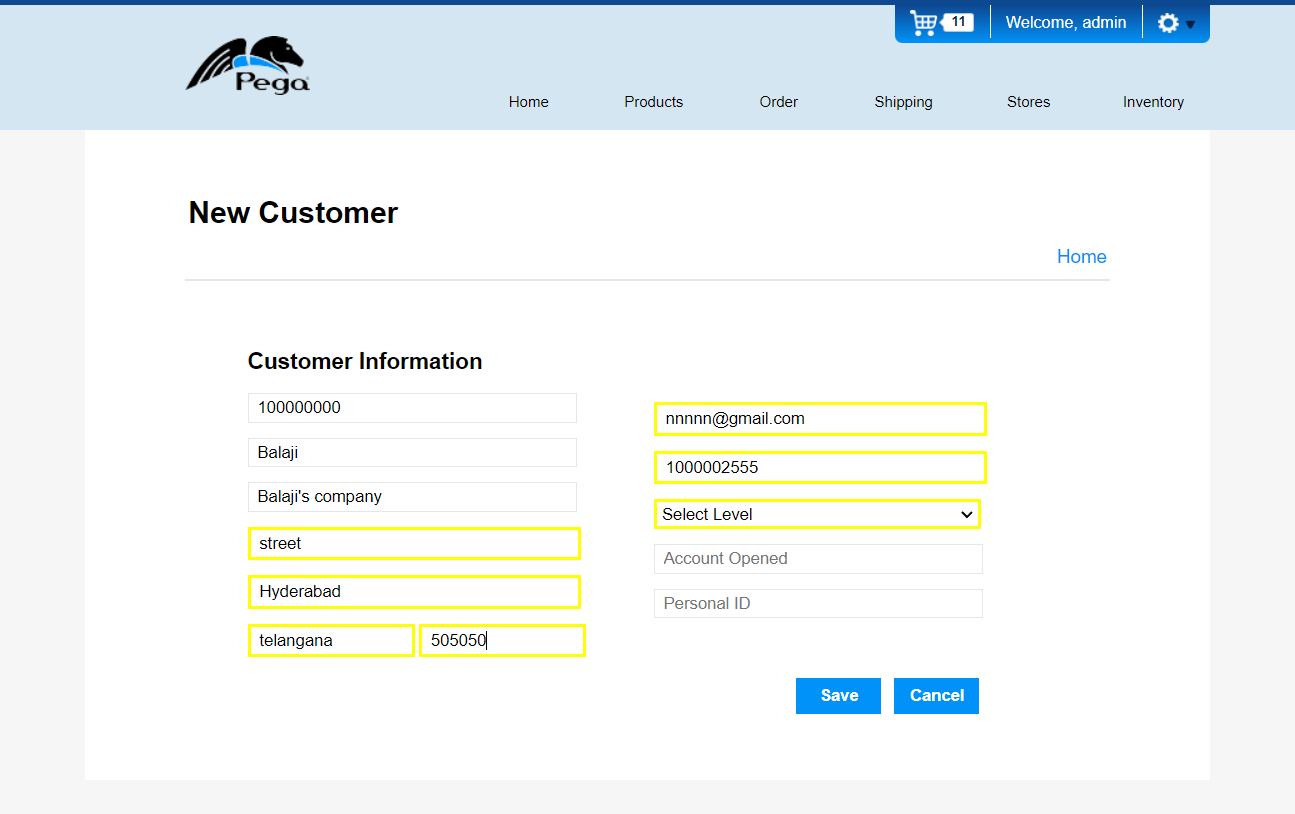 11
Welcome, admin
Pega
Home
Products
Order
Shipping
Stores
Inventory
New Customer
Home
Customer Information
100000000
Balaji
Balaji's company
street
Hyderabad
telangana 505050
nnnnn@gmail.com
1000002555
Select Level
Account Opened
Personal ID
Save
Cancel